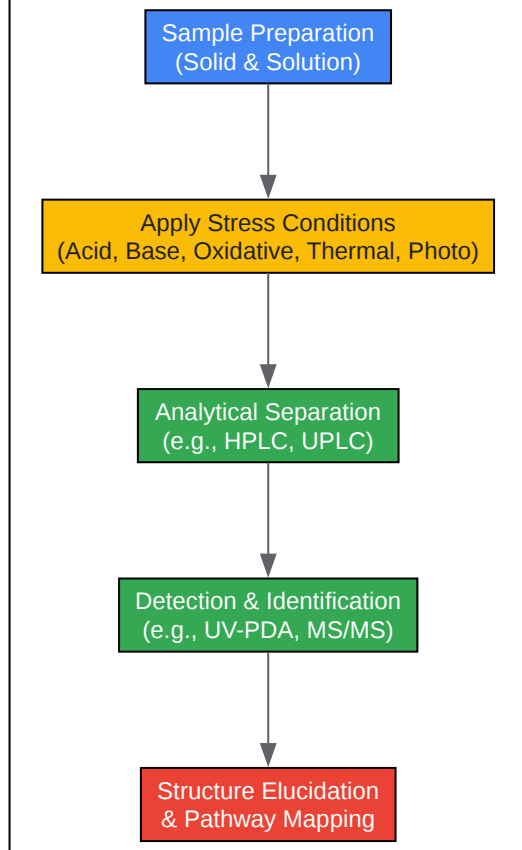 Sample Preparation
(Solid & Solution)
Apply Stress Conditions
(Acid, Base, Oxidative, Thermal, Photo)
Analytical Separation
(e.g., HPLC, UPLC)
Detection & Identification
(e.g., UV-PDA, MS/MS)
Structure Elucidation
& Pathway Mapping